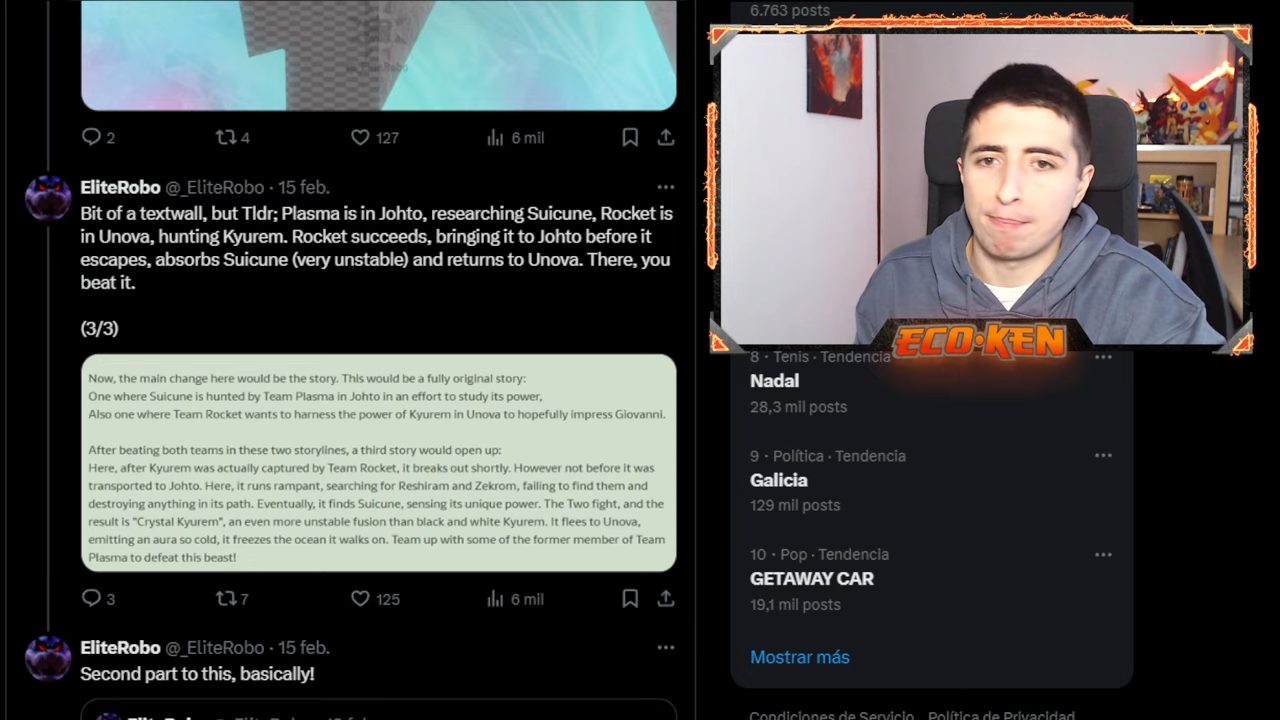 6.763 posts
2
4
127
6 mil
EliteRobo @_EliteRobo · 15 feb.
Bit of a textwall, but Tldr; Plasma is in Johto, researching Suicune, Rocket is
in Unova, hunting Kyurem. Rocket succeeds, bringing it to Johto before it
escapes, absorbs Suicune (very unstable) and returns to Unova. There, you
beat it.
(3/3)
Now, the main change here would be the story. This would be a fully original story:
One where Suicune is hunted by Team Plasma in Johto in an effort to study its power,
Also one where Team Rocket wants to harness the power of Kyurem in Unova to hopefully impress Giovanni.
After beating both teams in these two storylines, a third story would open up:
Here, after Kyurem was actually captured by Team Rocket, it breaks out shortly. However not before it was
transported to Johto. Here, it runs rampant, searching for Reshiram and Zekrom, failing to find them and
destroying anything in its path. Eventually, it finds Suicune, sensing its unique power. The Two fight, and the
result is "Crystal Kyurem", an even more unstable fusion than black and white Kyurem. It flees to Unova,
emitting an aura so cold, it freezes the ocean it walks on. Team up with some of the former member of Team
Plasma to defeat this beast!
3
7
125
6 mil
EliteRobo @_EliteRobo · 15 feb.
Second part to this, basically!
ECO·KEN
8 · Tenis · Tendencia
Nadal
28,3 mil posts
9 · Política · Tendencia
Galicia
129 mil posts
10 · Pop · Tendencia
GETAWAY CAR
19,1 mil posts
Mostrar más
Condiciones de Servicio Política de Privacidad